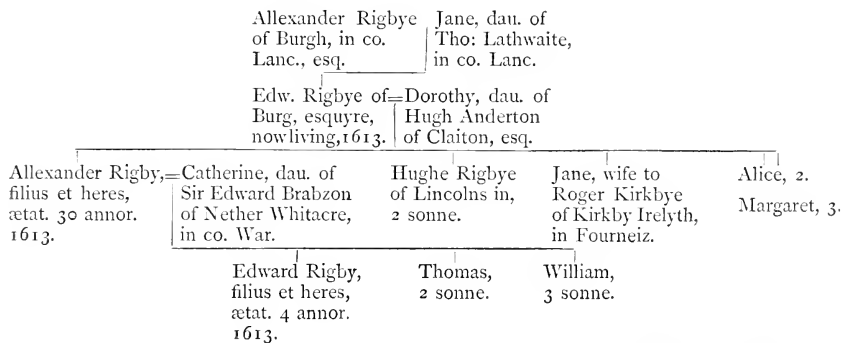 Allexander Rigbye
of Burgh, in co.
Lanc., esq.
Jane, dau. of
Tho: Lathwaite,
in co. Lanc.
Edw. Rigbye of=Dorothy, dau. of
Burg, esquyre,
now living, 1613.
Hugh Anderton
of Claiton, esq.
Allexander Rigby,=Catherine, dau. of
filius et heres,
ætat. 30 annor.
1613.
Sir Edward Brabzon
of Nether Whitacre,
in co. War.
Hughe Rigbye
of Lincolns in,
2 sonne.
Jane, wife to
Roger Kirkbye
of Kirkby Irelyth,
in Fourneiz.
Alice, 2.
Margaret, 3.
Edward Rigby,
filius et heres,
ætat. 4 annor.
1613.
Thomas,
2 sonne.
William,
3 sonne.